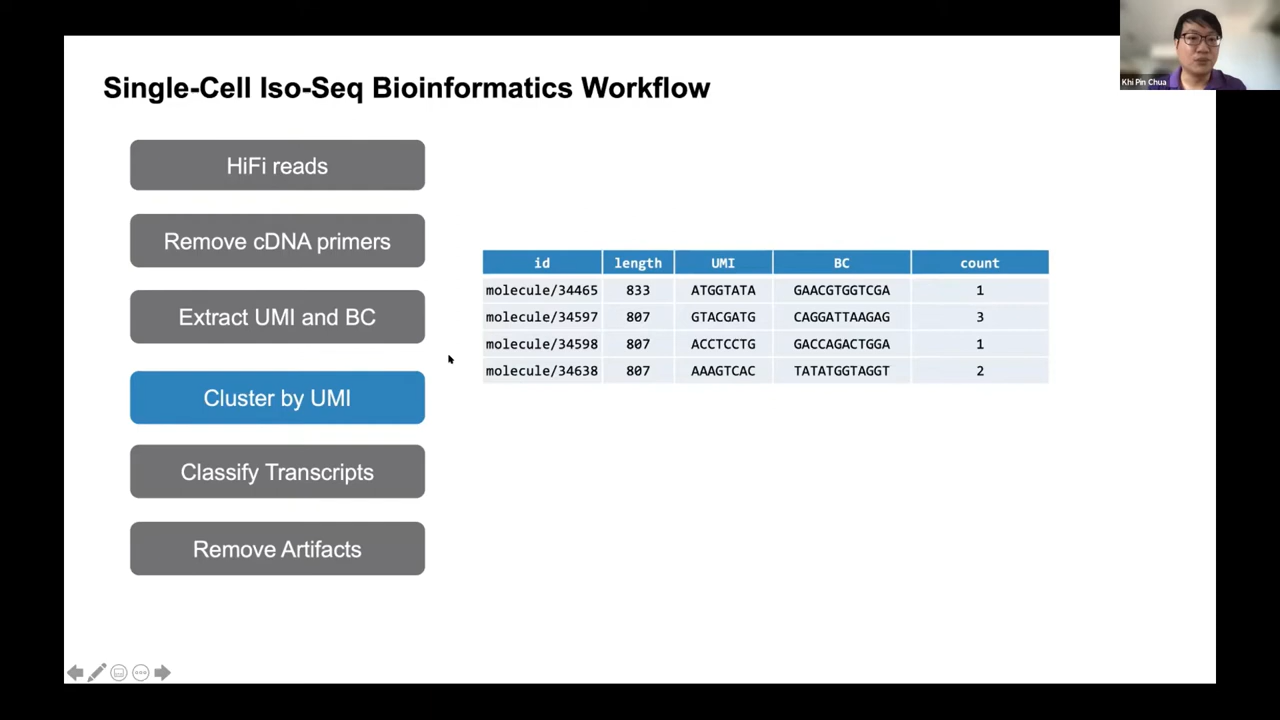 Single-Cell Iso-Seq Bioinformatics Workflow
Khi Pin Chua
HiFi reads
Remove cDNA primers
Extract UMI and BC
Cluster by UMI
Classify Transcripts
Remove Artifacts
id length UMI BC count
molecule/34465 833 ATGGTATA GAACGTGGTCGA 1
molecule/34597 807 GTACGATG CAGGATTAAGAG 3
molecule/34598 807 ACCTCCTG GACCAGACTGGA 1
molecule/34638 807 AAAGTCAC TATATGGTAGGT 2